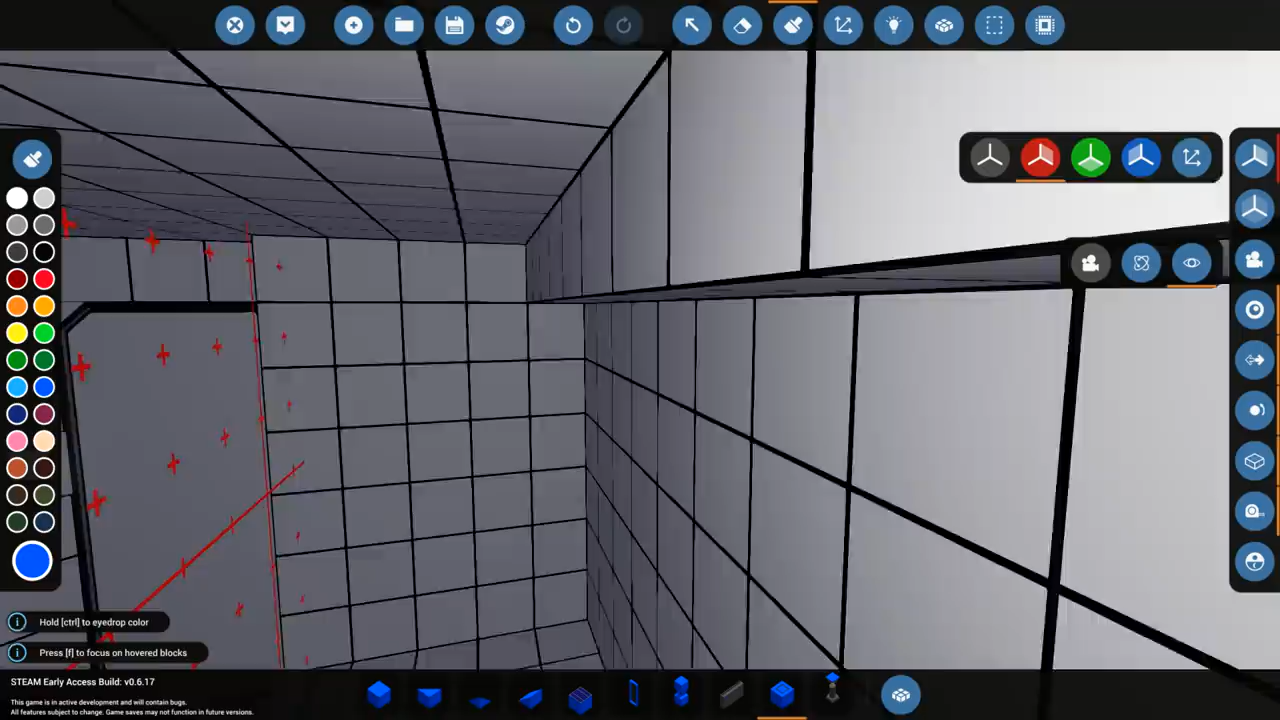 Hold [ctrl] to eyedrop color
Press [f] to focus on hovered blocks
STEAM Early Access Build: v0.6.17
This game is in active development and will contain bugs.
All features subject to change. Game saves may not function in future versions.